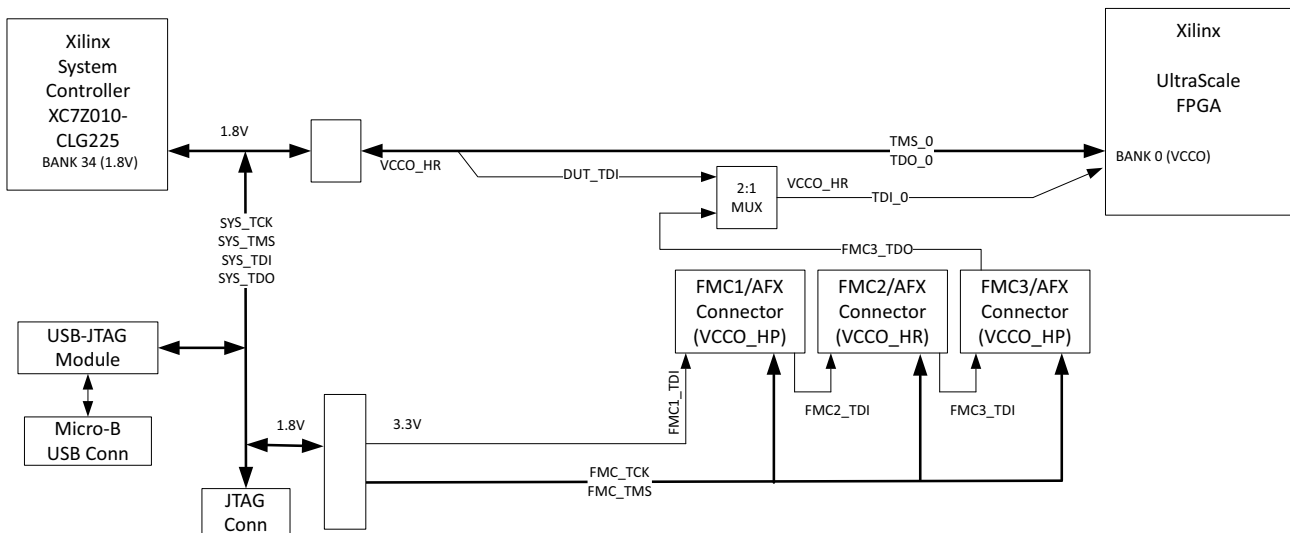 Xilinx
System
Controller
XC7Z010-
CLG225
BANK 34 (1.8V)
1.8V
VCCO_HR
TMS_0
TDO_0
Xilinx
UltraScale
FPGA
BANK 0 (VCCO)
DUT_TDI
2:1
MUX
VCCO_HR
TDI_0
SYS_TCK
SYS_TMS
SYS_TDI
SYS_TDO
FMC3_TDO
FMC1/AFX
Connector
(VCCO_HP)
FMC2/AFX
Connector
(VCCO_HR)
FMC3/AFX
Connector
(VCCO_HP)
USB-JTAG
Module
Micro-B
USB Conn
1.8V
3.3V
FMC1_TDI
FMC2_TDI
FMC3_TDI
FMC_TCK
FMC_TMS
JTAG
Conn